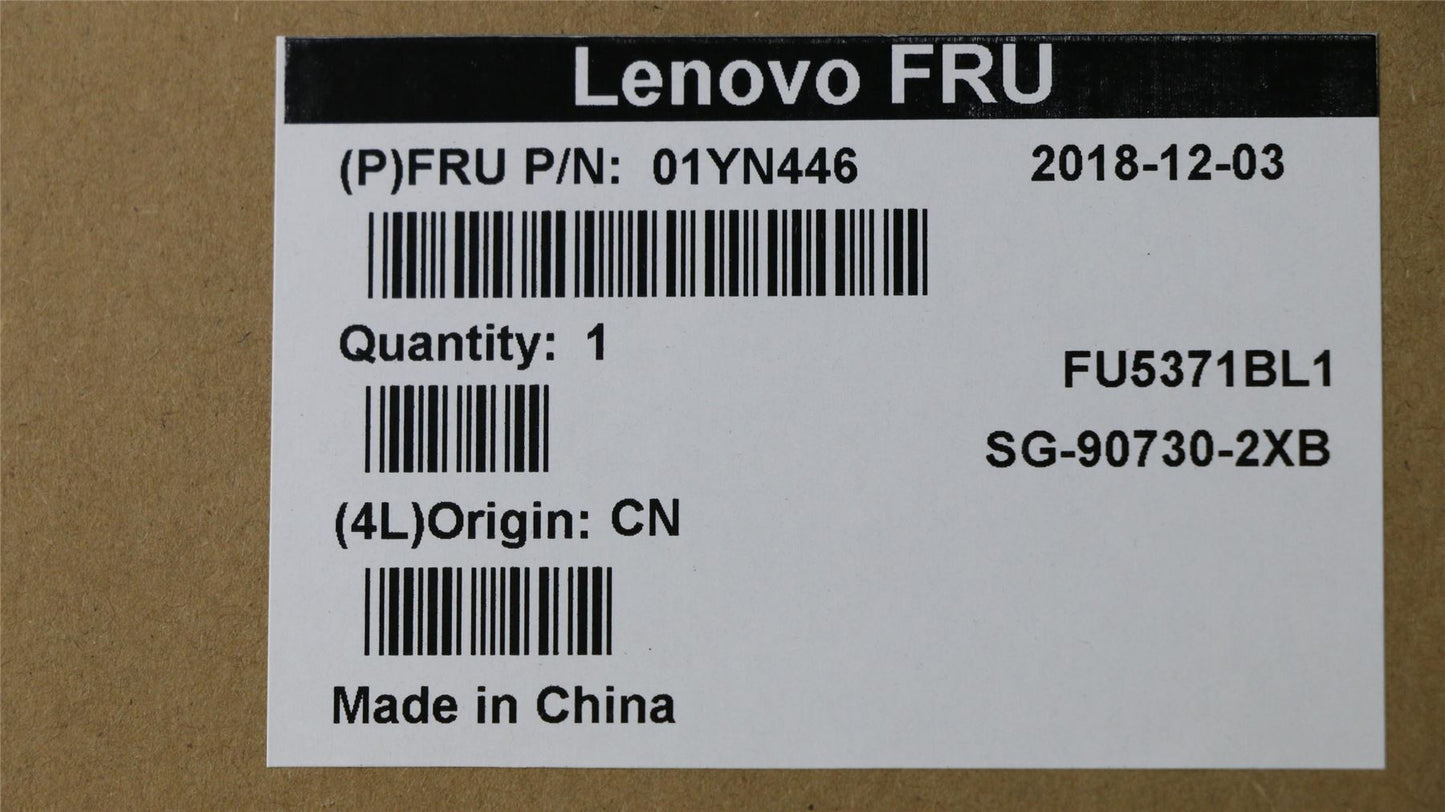 Lenovo FRU
(P)FRU P/N: 01YN446
2018-12-03
Quantity: 1
FU5371BL1
SG-90730-2XB
(4L)Origin: CN
Made in China